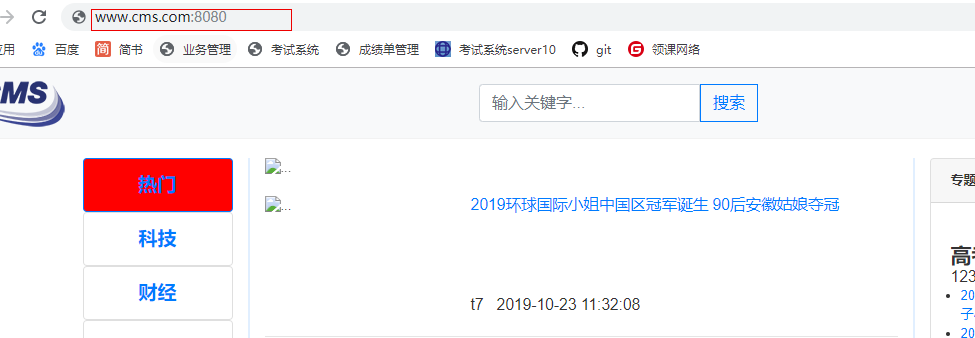 www.cms.com:8080
应用 百度 简书 业务管理 考试系统 成绩单管理 考试系统server10 git 领课网络
CMS
输入关键字... 搜索
热门
科技
财经
...
...
2019环球国际小姐中国区冠军诞生 90后安徽姑娘夺冠
t7 2019-10-23 11:32:08
专题
高考
123
20
子
20